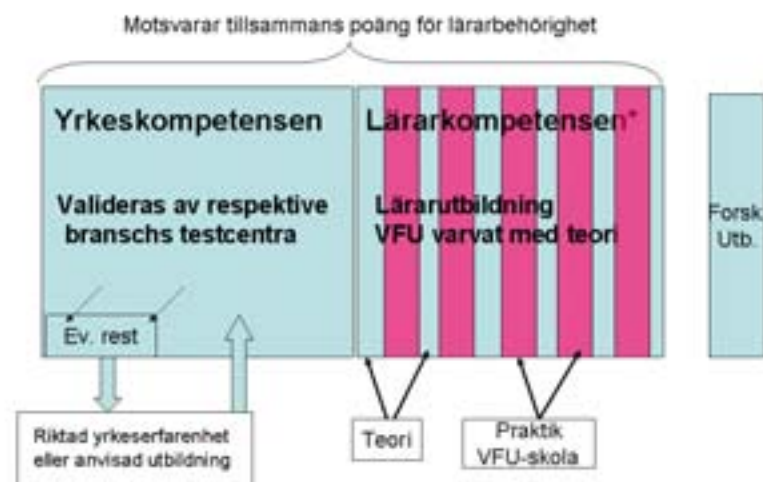 Motsvarar tillsammans poäng för lärarbehörighet
Yrkeskompetensen
Valideras av respektive
branschs testcentra
Ev. rest
Riktad yrkeserfarenhet
eller anvisad utbildning
Lärarkompetensen*
Lärarutbildning
VFU varvat med teori
Teori
Praktik
VFU-skola
Forsk
Utb.